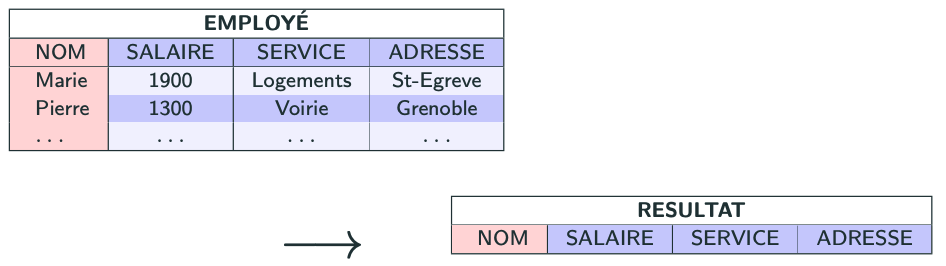 EMPLOYÉ
NOM SALAIRE SERVICE ADRESSE
Marie 1900 Logements St-Egreve
Pierre 1300 Voirie Grenoble
... ... ... ...
RESULTAT
NOM SALAIRE SERVICE ADRESSE